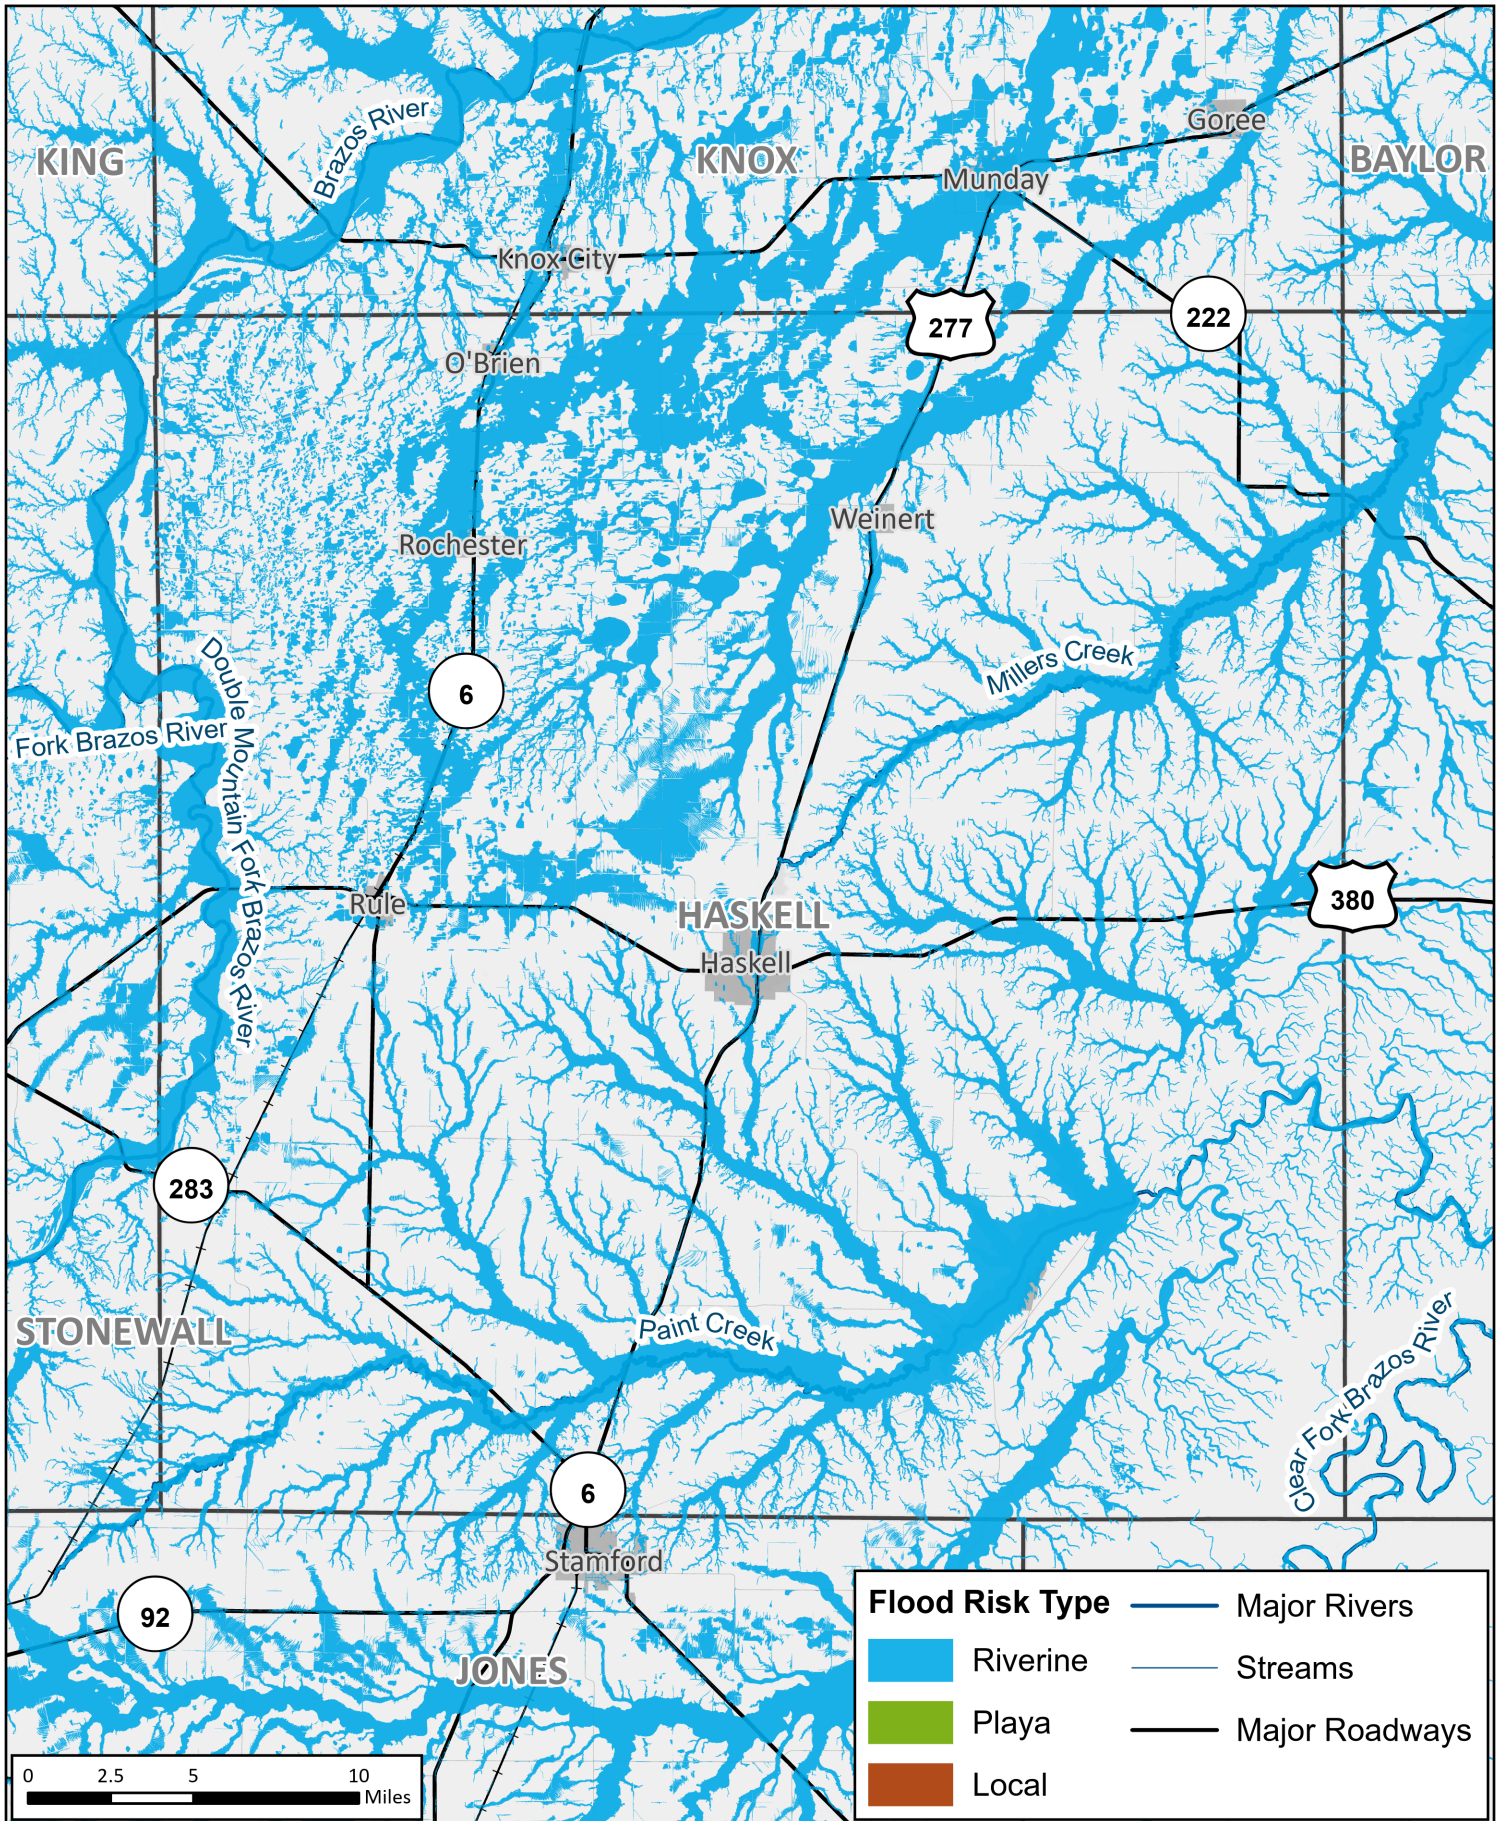 Goree
Brazos River
KING
KNOX
BAYLOR
Munday
Knox City
277
222
O'Brien
Weinert
Rochester
Millers Creek
6
Double Mountain Fork Brazos River
Fork Brazos River
380
Rule
HASKELL
Haskell
283
STONEWALL
Paint Creek
Clear Fork Brazos River
6
Stamford
92
JONES
Flood Risk Type
Riverine
Playa
Local
Major Rivers
Streams
Major Roadways
0 2.5 5 10
Miles